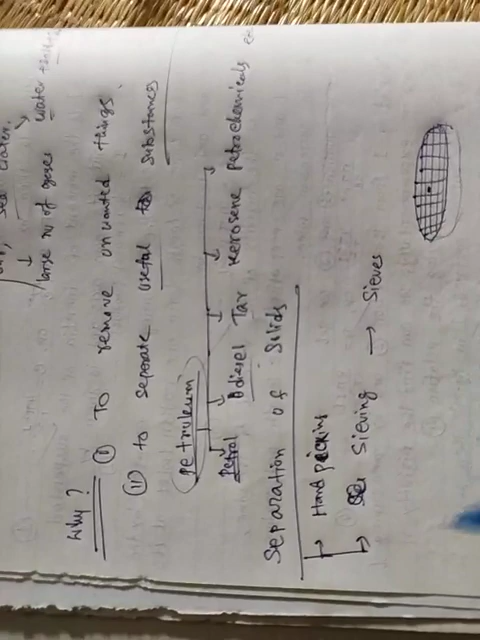 sea water.
↓
large no of gases water
Why?
(I) To remove unwanted things.
(II) to separate useful substances
petroleum
Petrol diesel Tar Kerosene petrochemicals
Separation of Solids
→ Hand picking
→ Sieving → Sieves